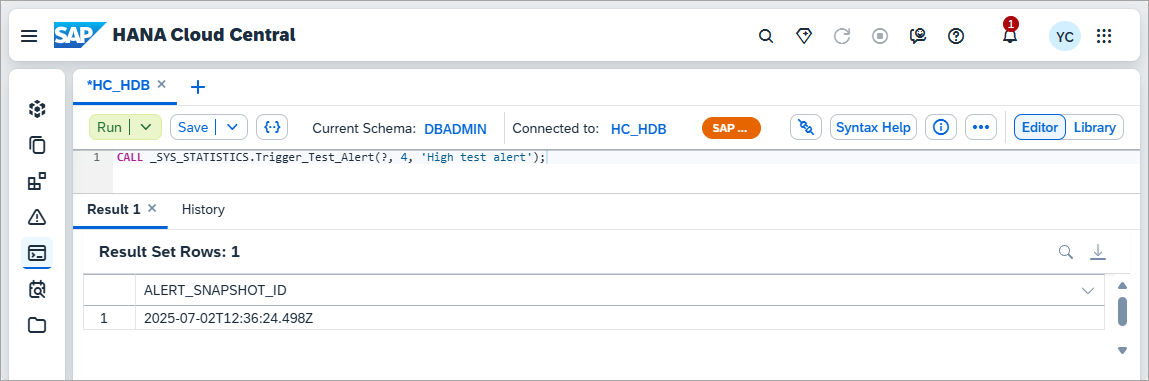 SAP HANA Cloud Central
1
YC
*HC_HDB
Run
Save
Current Schema: DBADMIN
Connected to: HC_HDB
SAP ...
Syntax Help
Editor
Library
1 CALL _SYS_STATISTICS.Trigger_Test_Alert(?, 4, 'High test alert');
Result 1
History
Result Set Rows: 1
ALERT_SNAPSHOT_ID
1 2025-07-02T12:36:24.498Z